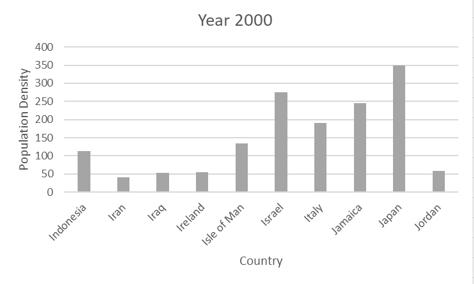 Year 2000
Population Density
400
350
300
250
200
150
100
50
0
Indonesia
Iran
Iraq
Ireland
Isle of Man
Israel
Italy
Jamaica
Japan
Jordan
Country